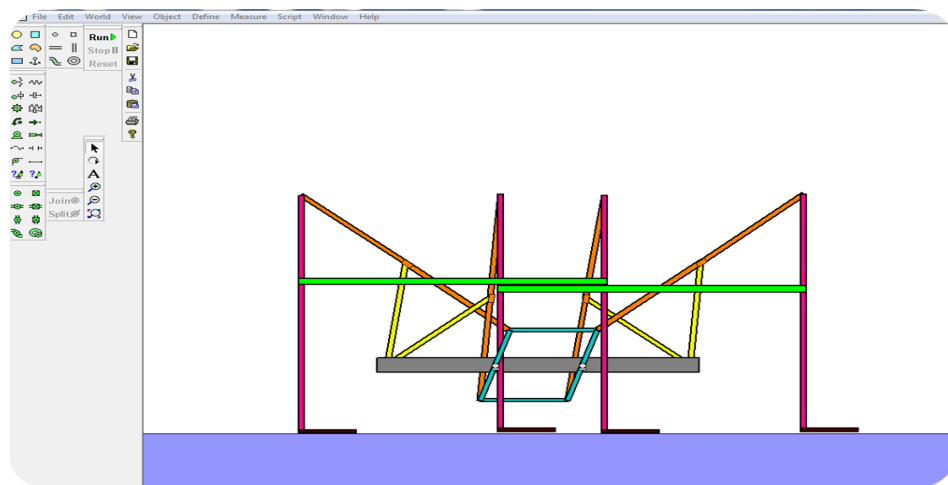 File Edit World View Object Define Measure Script Window Help
Run
Stop
Reset
A
Join
Split